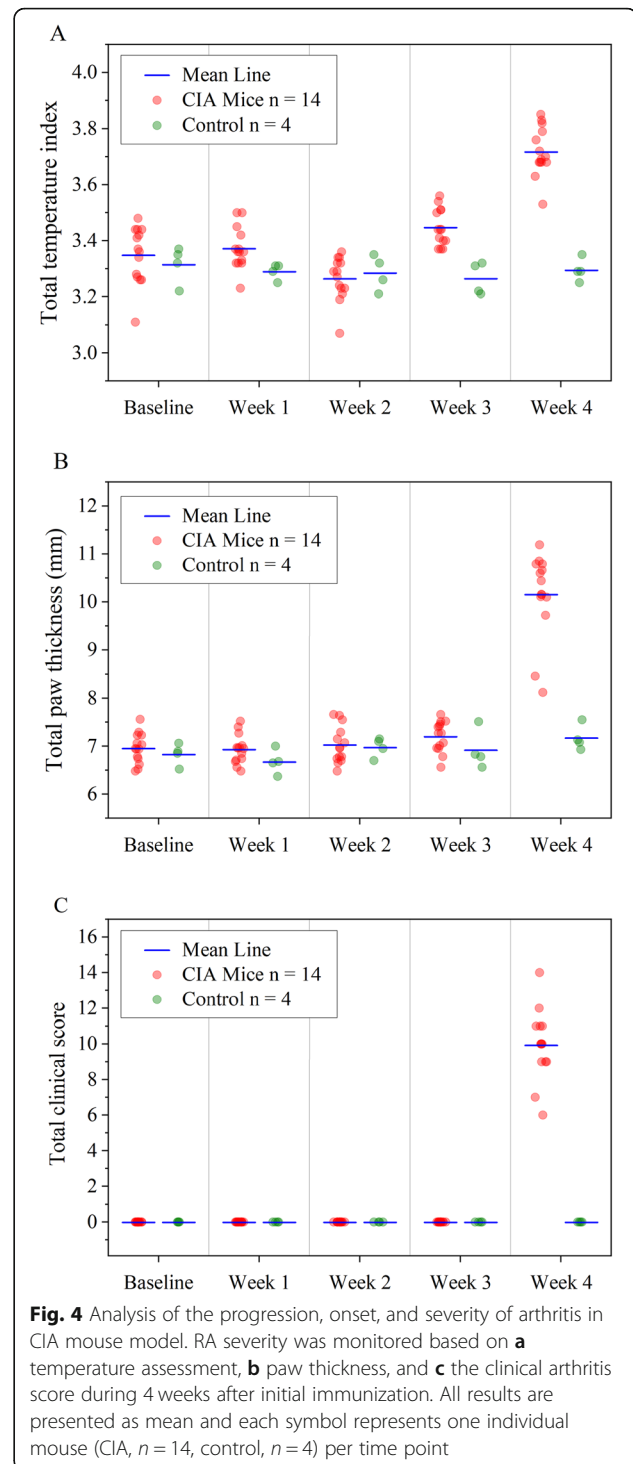 A
Total temperature index
4.0
3.8
3.6
3.4
3.2
3.0
Mean Line
CIA Mice n = 14
Control n = 4
Baseline Week 1 Week 2 Week 3 Week 4
B
Total paw thickness (mm)
12
11
10
9
8
7
6
Mean Line
CIA Mice n = 14
Control n = 4
Baseline Week 1 Week 2 Week 3 Week 4
C
Total clinical score
16
14
12
10
8
6
4
2
0
Mean Line
CIA Mice n = 14
Control n = 4
Baseline Week 1 Week 2 Week 3 Week 4
Fig. 4 Analysis of the progression, onset, and severity of arthritis in
CIA mouse model. RA severity was monitored based on a
temperature assessment, b paw thickness, and c the clinical arthritis
score during 4 weeks after initial immunization. All results are
presented as mean and each symbol represents one individual
mouse (CIA, n = 14, control, n = 4) per time point